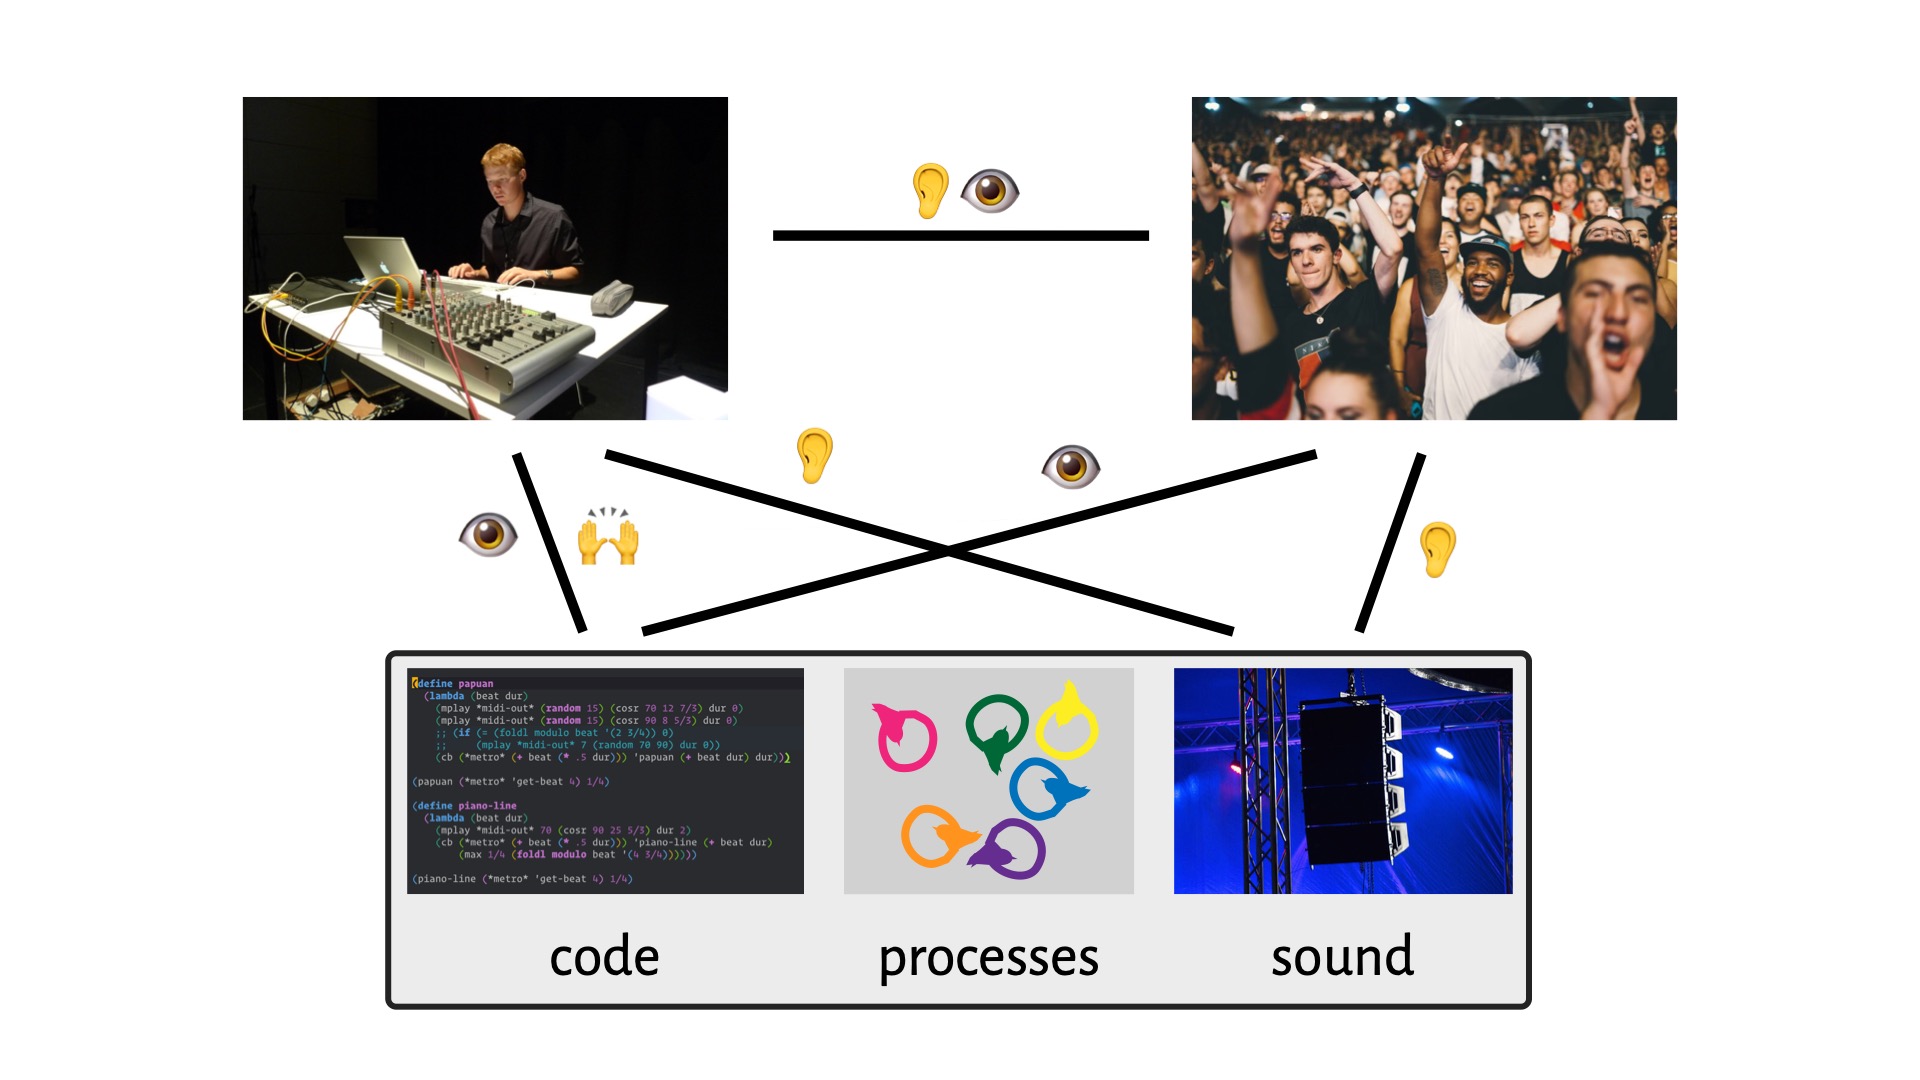 (define papuan
(lambda (beat dur)
(mplay *midi-out* (random 15) (cosr 70 12 7/3) dur 0)
(mplay *midi-out* (random 15) (cosr 90 8 5/3) dur 0)
;; (if (= (foldl modulo beat '(2 3/4)) 0)
;; (mplay *midi-out* 7 (random 70 90) dur 0))
(cb (*metro* (+ beat (* .5 dur))) 'papuan (+ beat dur) dur)))
(papuan (*metro* 'get-beat 4) 1/4)
(define piano-line
(lambda (beat dur)
(mplay *midi-out* 70 (cosr 90 25 5/3) dur 2)
(cb (*metro* (+ beat (* .5 dur))) 'piano-line (+ beat dur)
(max 1/4 (foldl modulo beat '(4 3/4))))))
(piano-line (*metro* 'get-beat 4) 1/4)
code
processes
sound